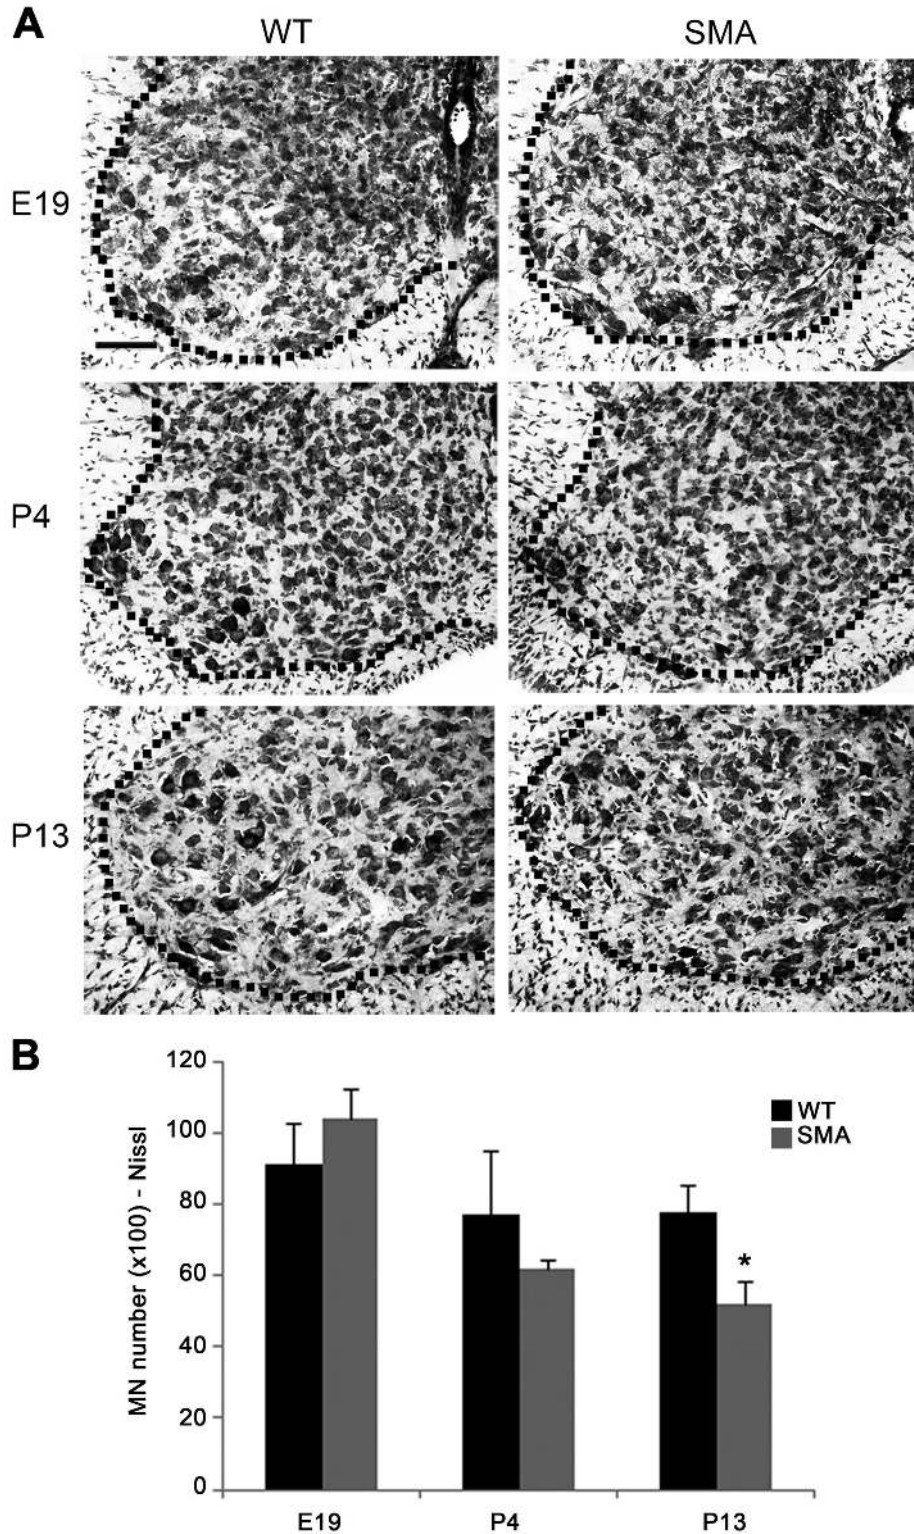 A
WT SMA
E19
P4
P13
B
MN number (x100) - Nissl
120
100
80
60
40
20
0
WT
SMA
*
E19 P4 P13